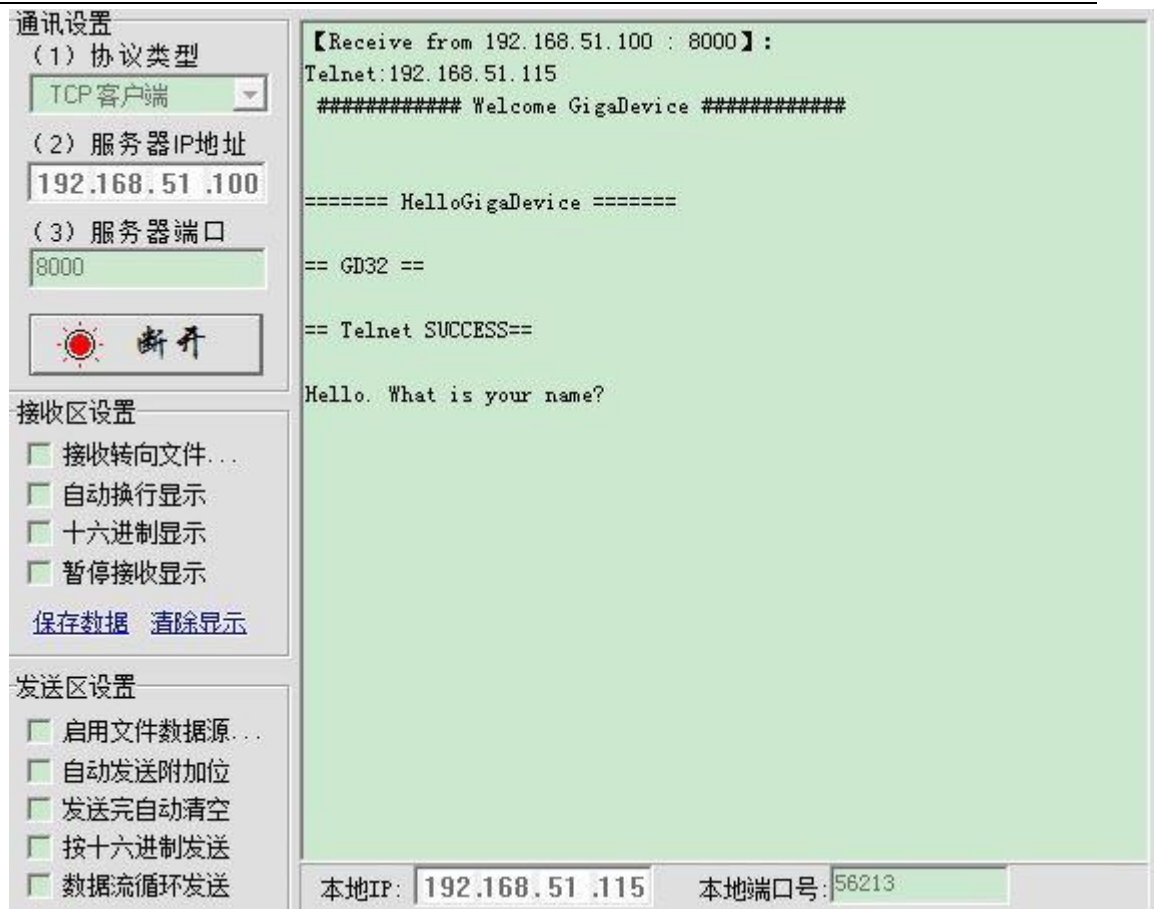 通讯设置
（1）协议类型
TCP客户端
（2）服务器IP地址
192.168.51.100
（3）服务器端口
8000
断开
接收区设置
接收转向文件...
自动换行显示
十六进制显示
暂停接收显示
保存数据 清除显示
发送区设置
启用文件数据源...
自动发送附加位
发送完自动清空
按十六进制发送
数据流循环发送
【Receive from 192.168.51.100 : 8000】:
Telnet:192.168.51.115
############ Welcome GigaDevice ############
======= HelloGigaDevice =======
== GD32 ==
== Telnet SUCCESS==
Hello. What is your name?
本地IP: 192.168.51.115 本地端口号: 56213